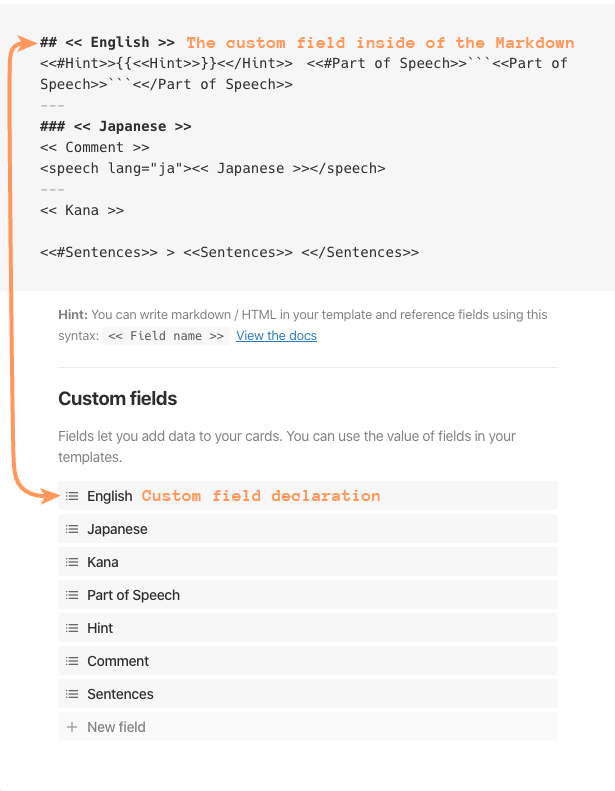 ## << English >> The custom field inside of the Markdown
<<#Hint>>{{<<Hint>>}}<</Hint>> <<#Part of Speech>>```<<Part of
Speech>>```<</Part of Speech>>
---
### << Japanese >>
<< Comment >>
<speech lang="ja"><< Japanese >></speech>
---
<< Kana >>
<<#Sentences>> > <<Sentences>> <</Sentences>>
Hint: You can write markdown / HTML in your template and reference fields using this
syntax: << Field name >> View the docs
Custom fields
Fields let you add data to your cards. You can use the value of fields in your
templates.
English Custom field declaration
Japanese
Kana
Part of Speech
Hint
Comment
Sentences
+ New field